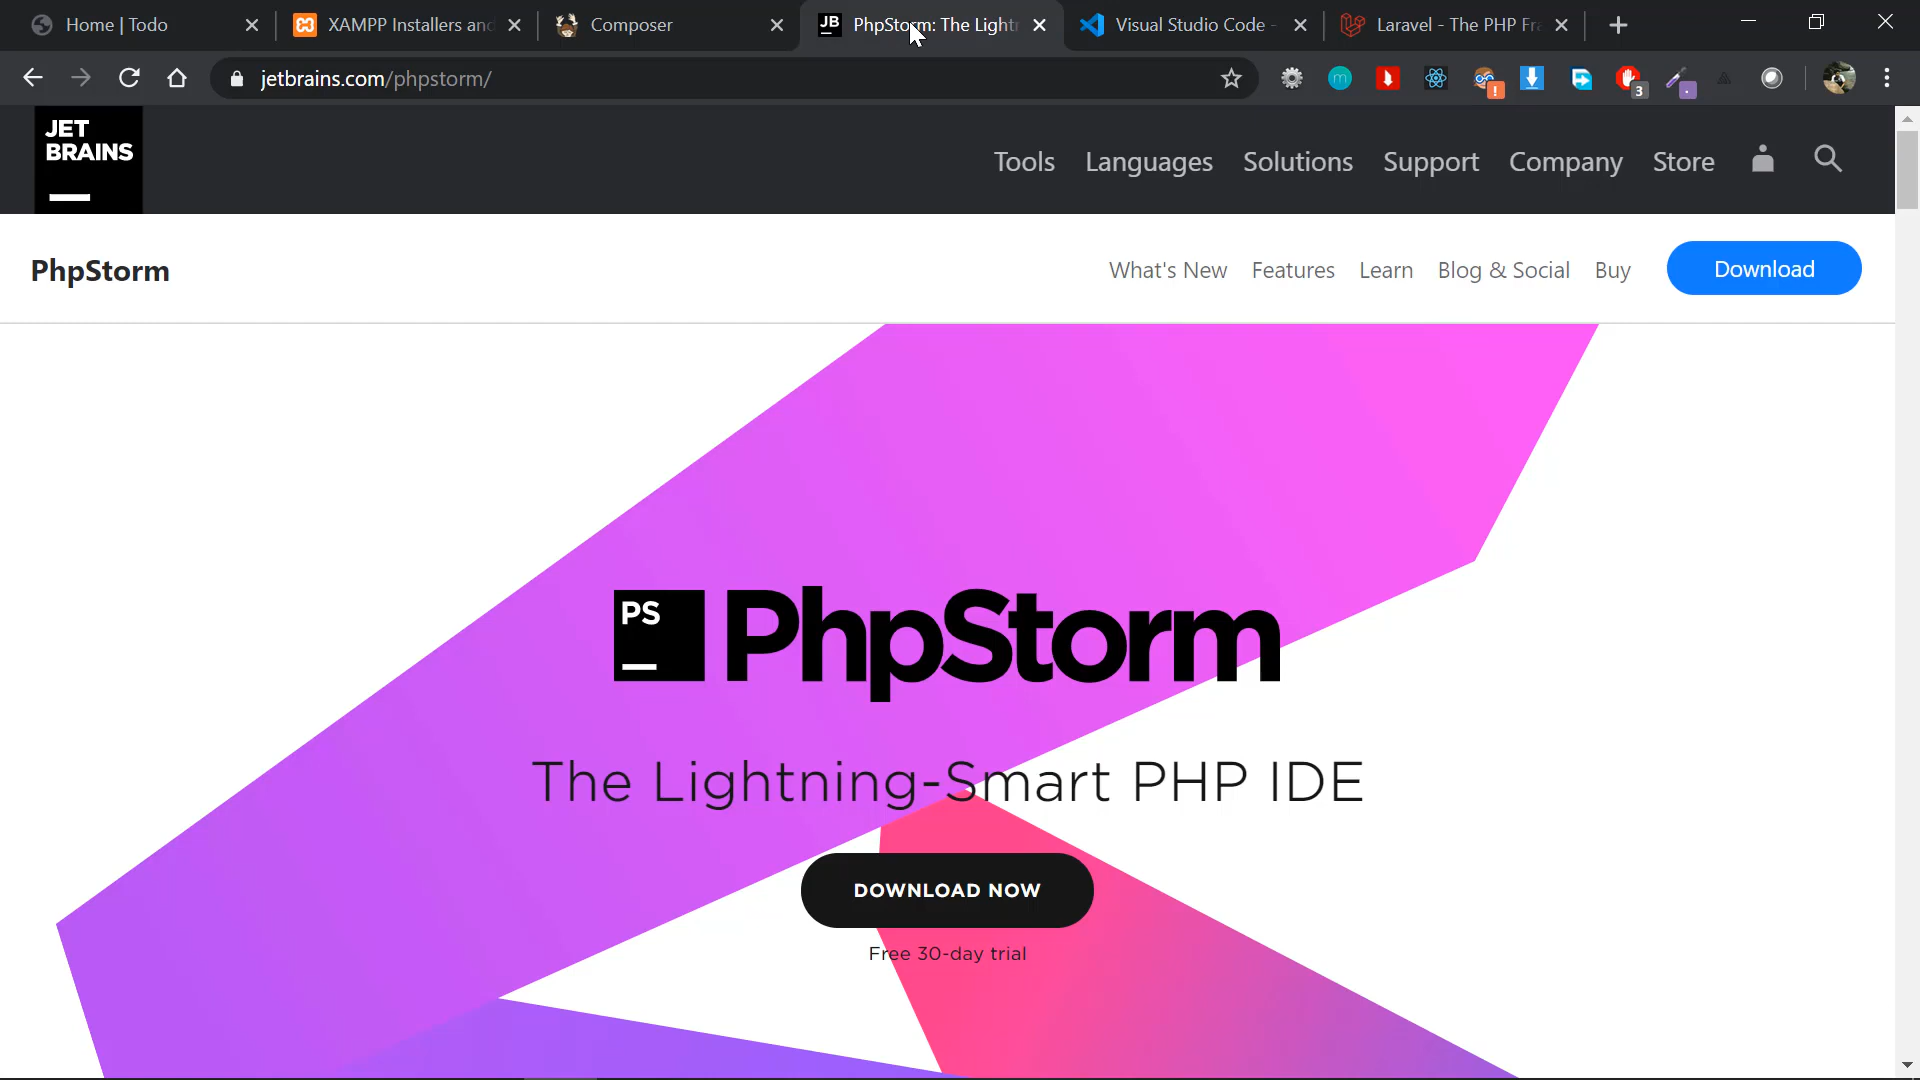 Home | Todo
XAMPP Installers and
Composer
PhpStorm: The Lightn
Visual Studio Code -
Laravel - The PHP Fra
jetbrains.com/phpstorm/
3
JET
BRAINS
Tools
Languages
Solutions
Support
Company
Store
PhpStorm
What's New
Features
Learn
Blog & Social
Buy
Download
PS
PhpStorm
The Lightning-Smart PHP IDE
DOWNLOAD NOW
Free 30-day trial